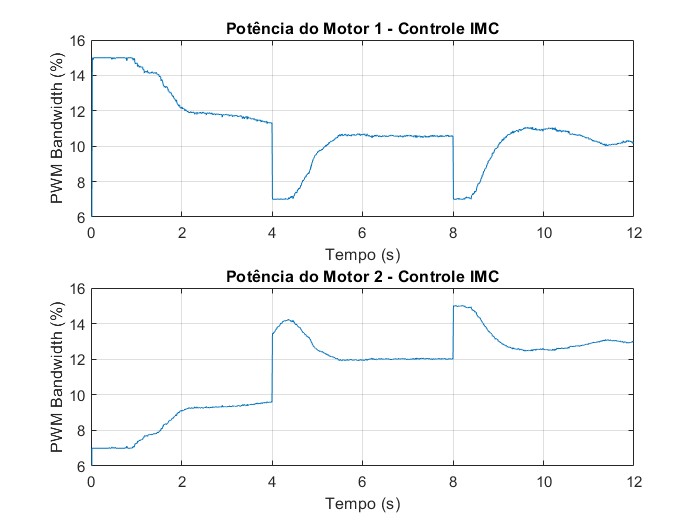 Potência do Motor 1 - Controle IMC
PWM Bandwidth (%)
16
14
12
10
8
6
0 2 4 6 8 10 12
Tempo (s)
Potência do Motor 2 - Controle IMC
PWM Bandwidth (%)
16
14
12
10
8
6
0 2 4 6 8 10 12
Tempo (s)